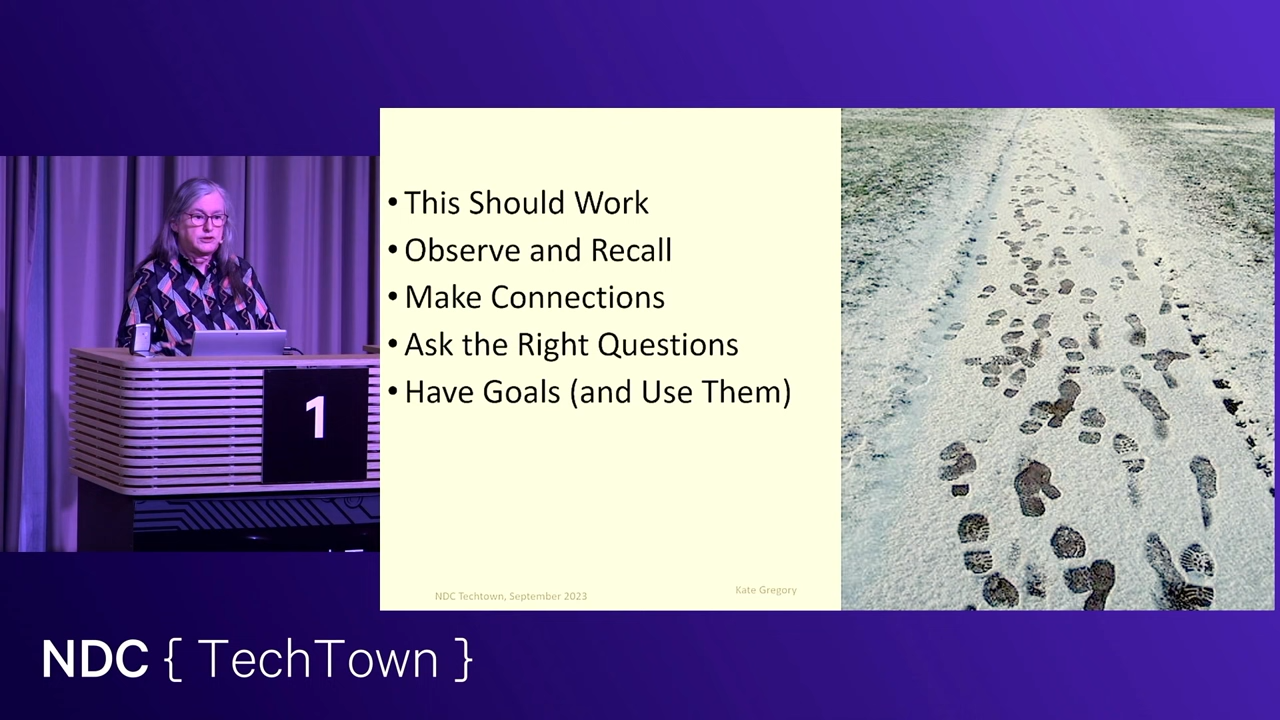 • This Should Work
• Observe and Recall
• Make Connections
• Ask the Right Questions
• Have Goals (and Use Them)
NDC Techtown, September 2023
Kate Gregory
1
NDC { TechTown }